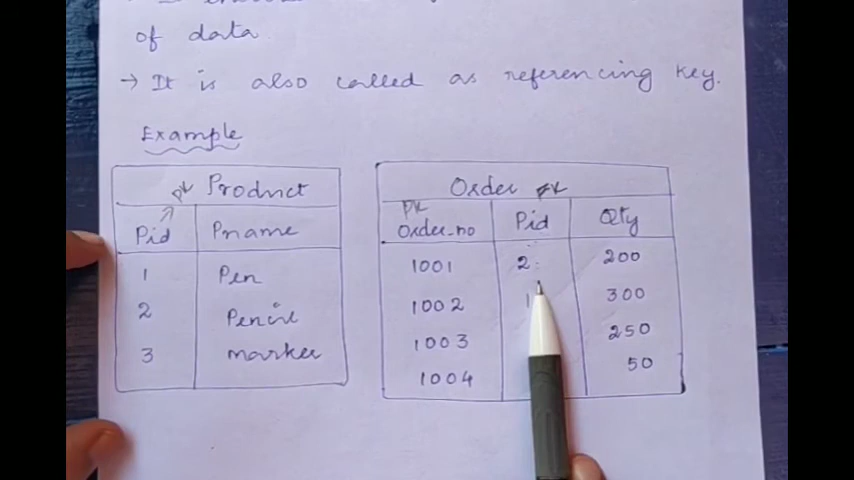 of data.
→ It is also called as referencing key.
Example
PK Product
Pid Pname
1 Pen
2 Pencil
3 marker
Order FK
PK
Order_no Pid Qty
1001 2 200
1002 1 300
1003 250
1004 50